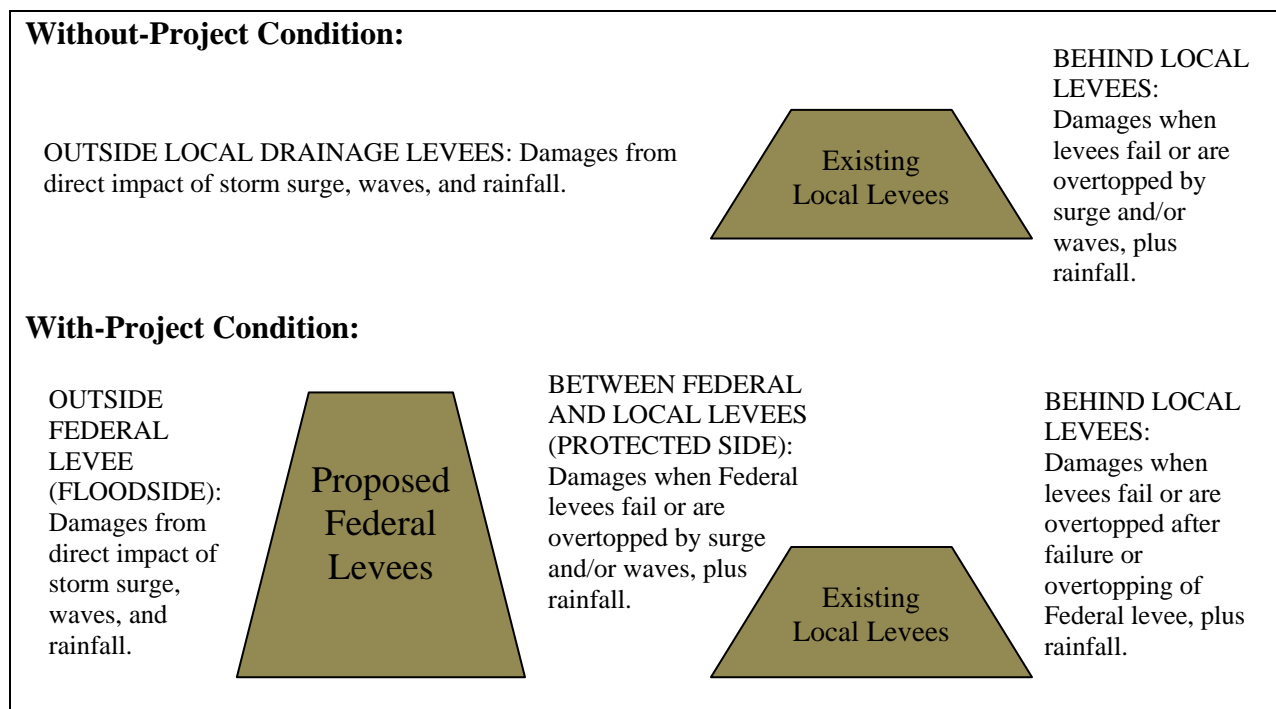 Without-Project Condition:
OUTSIDE LOCAL DRAINAGE LEVEES: Damages from
direct impact of storm surge, waves, and rainfall.
Existing
Local Levees
BEHIND LOCAL
LEVEES:
Damages when
levees fail or are
overtopped by
surge and/or
waves, plus
rainfall.
With-Project Condition:
OUTSIDE
FEDERAL
LEVEE
(FLOODSIDE):
Damages from
direct impact of
storm surge,
waves, and
rainfall.
Proposed
Federal
Levees
BETWEEN FEDERAL
AND LOCAL LEVEES
(PROTECTED SIDE):
Damages when Federal
levees fail or are
overtopped by surge
and/or waves, plus
rainfall.
Existing
Local Levees
BEHIND LOCAL
LEVEES:
Damages when
levees fail or are
overtopped after
failure or
overtopping of
Federal levee, plus
rainfall.